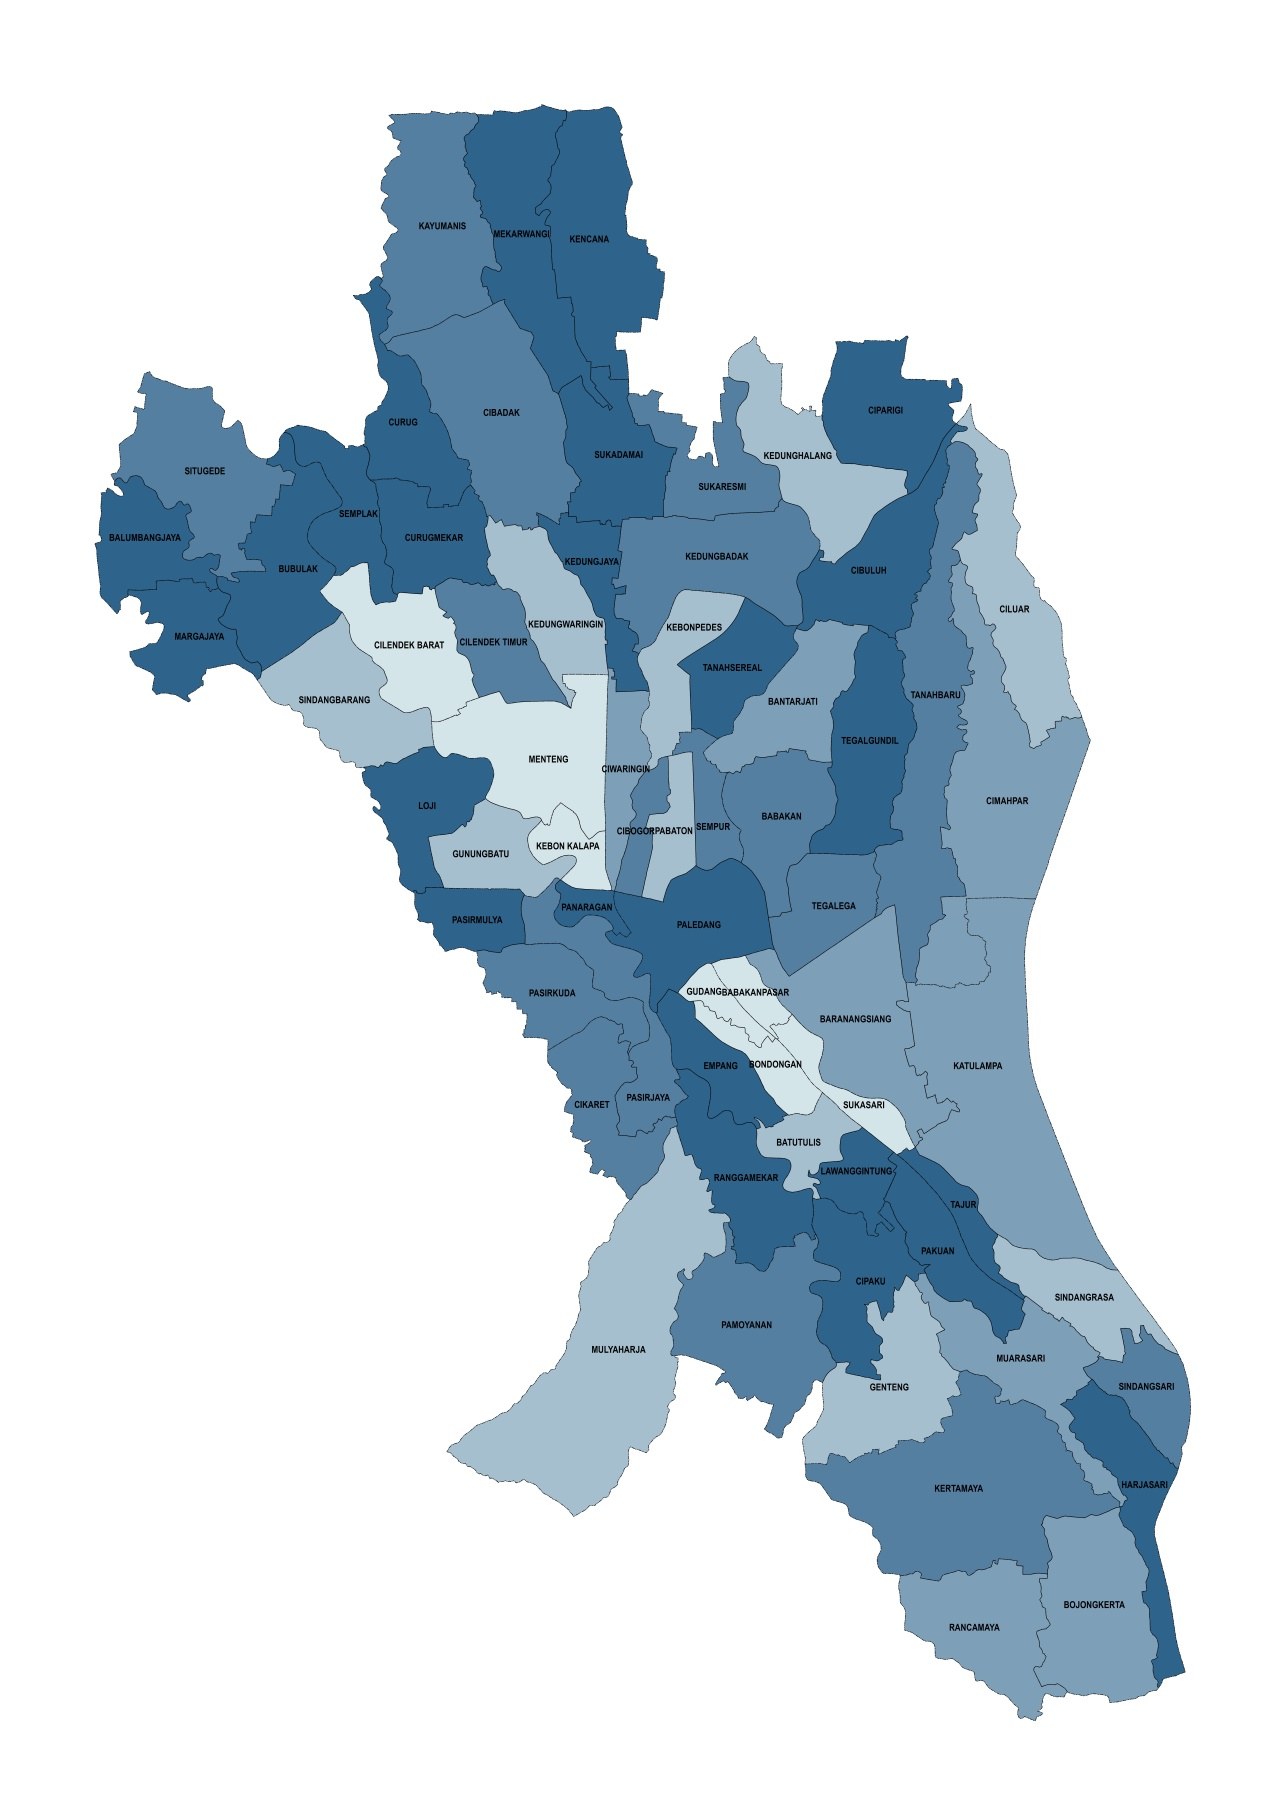 KAYUMANIS
MEKARWANGI
KENCANA
CURUG
CIBADAK
CIPARIGI
SUKADAMAI
KEDUNGHALANG
SITUGEDE
SUKARESMI
SEMPLAK
BALUMBANGJAYA
CURUGMEKAR
KEDUNGJAYA
KEDUNGBADAK
BUBULAK
CIBULUH
CILUAR
KEDUNGWARINGIN
KEBONPEDES
MARGAJAYA
CILENDEK BARAT
CILENDEK TIMUR
TANAHSEREAL
TANAHBARU
SINDANGBARANG
BANTARJATI
TEGALGUNDIL
MENTENG
CIWARINGIN
CIMAHPAR
LOJI
BABAKAN
SEMPUR
CIBOGOR
PABATON
KEBON KALAPA
GUNUNGBATU
TEGALEGA
PANARAGAN
PASIRMULYA
PALEDANG
PASIRKUDA
GUDANG
BABAKANPASAR
BARANANGSIANG
EMPANG
BONDONGAN
KATULAMPA
PASIRJAYA
CIKARET
SUKASARI
BATUTULIS
LAWANGGINTUNG
RANGGAMEKAR
TAJUR
PAKUAN
CIPAKU
SINDANGRASA
PAMOYANAN
MULYAHARJA
MUARASARI
GENTENG
SINDANGSARI
HARJASARI
KERTAMAYA
BOJONGKERTA
RANCAMAYA